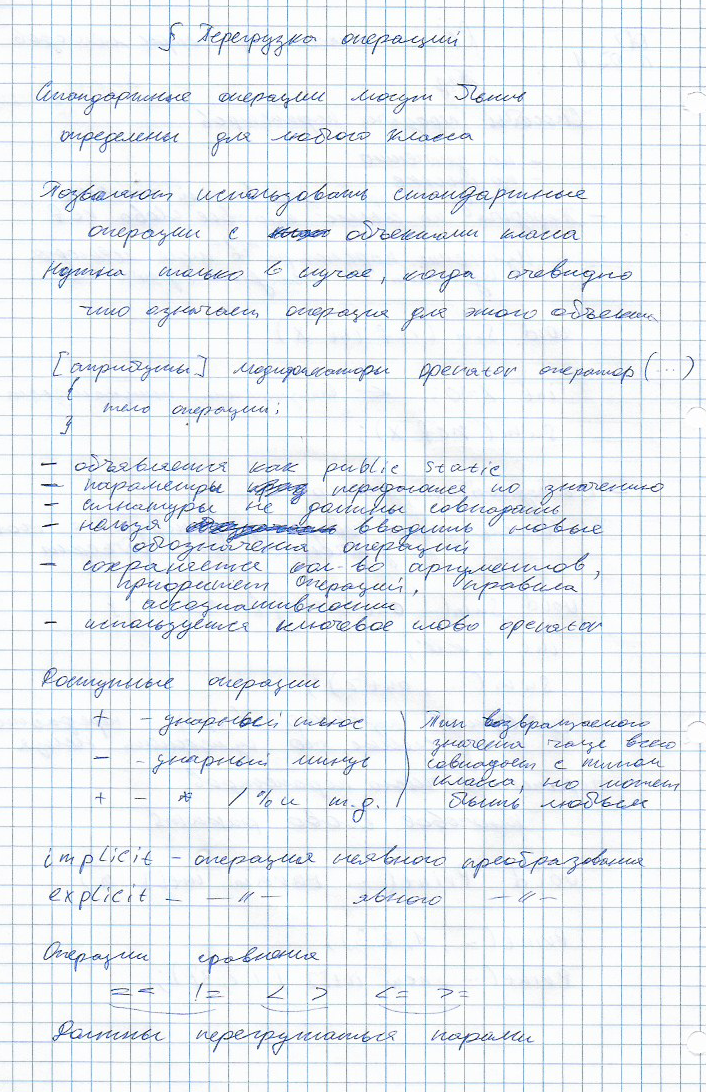 § Перегрузка операций
Стандартные операции могут быть
определены для любого класса
Позволяют использовать стандартные
операции с объектами класса
Нужна только в случае, когда очевидно
что означает операция для этого объекта
[атрибуты] модификаторы operator оператор (...)
{
тело операции;
}
- объявляется как public static
- параметры передаются по значению
- сигнатуры не должны совпадать
- нельзя вводить новые
обозначения операций
- сохраняется кол-во аргументов,
приоритет операций, правила
ассоциативности
- используется ключевое слово operator
Доступные операции
+ - унарный плюс
- - унарный минус
+ - * / % и т.д.
Тип возвращаемого
значения чаще всего
совпадает с типом
класса, но может
быть любым
implicit - операция неявного преобразования
explicit - -"- явного -"-
Операции сравнения
== != < > <= >=
Должны перегружаться парами